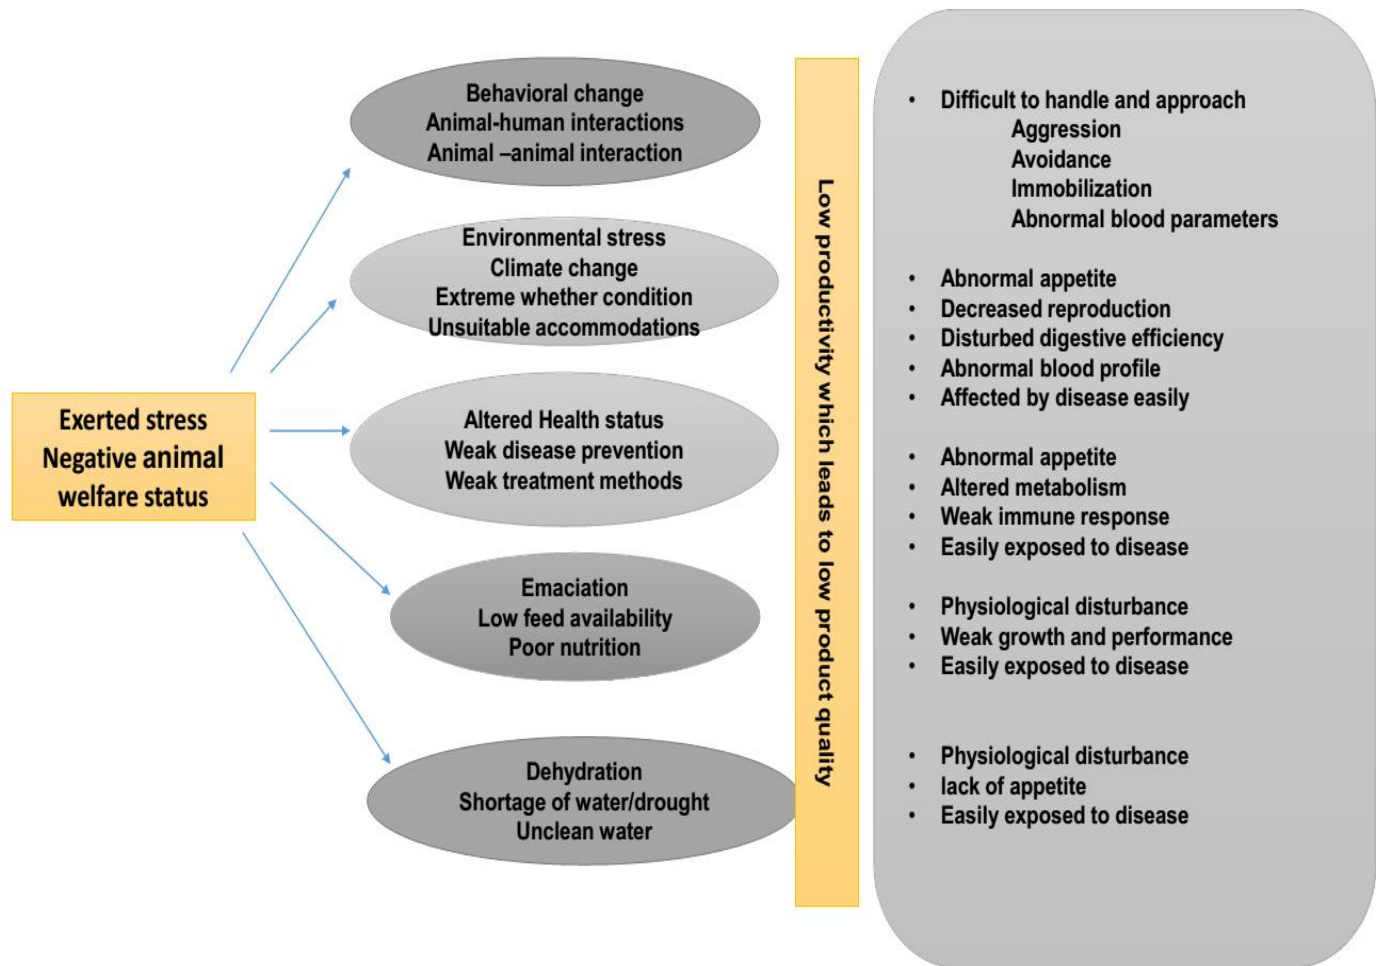 Exerted stress
Negative animal
welfare status
Behavioral change
Animal-human interactions
Animal –animal interaction
Environmental stress
Climate change
Extreme whether condition
Unsuitable accommodations
Altered Health status
Weak disease prevention
Weak treatment methods
Emaciation
Low feed availability
Poor nutrition
Dehydration
Shortage of water/drought
Unclean water
Low productivity which leads to low product quality
• Difficult to handle and approach
Aggression
Avoidance
Immobilization
Abnormal blood parameters
• Abnormal appetite
• Decreased reproduction
• Disturbed digestive efficiency
• Abnormal blood profile
• Affected by disease easily
• Abnormal appetite
• Altered metabolism
• Weak immune response
• Easily exposed to disease
• Physiological disturbance
• Weak growth and performance
• Easily exposed to disease
• Physiological disturbance
• lack of appetite
• Easily exposed to disease